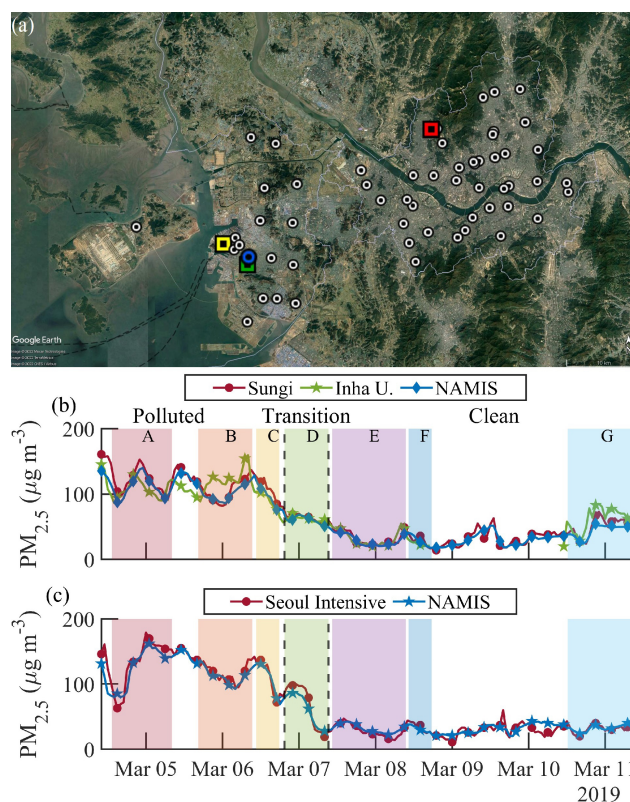 (a)
Google Earth
10 km
Sungi Inha U. NAMIS
(b)
Polluted Transition Clean
A B C D E F G
200
100
0
PM2.5 (μg m-3)
(c)
Seoul Intensive NAMIS
200
100
0
PM2.5 (μg m-3)
Mar 05 Mar 06 Mar 07 Mar 08 Mar 09 Mar 10 Mar 11
2019